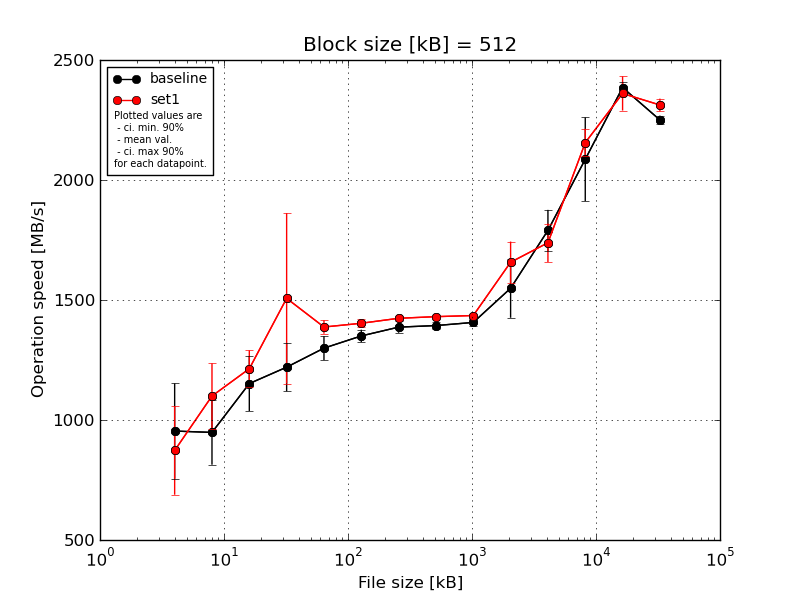 Block size [kB] = 512
baseline
set1
Plotted values are
- ci. min. 90%
- mean val.
- ci. max 90%
for each datapoint.
Operation speed [MB/s]
2500
2000
1500
1000
500
10⁰ 10¹ 10² 10³ 10⁴ 10⁵
File size [kB]